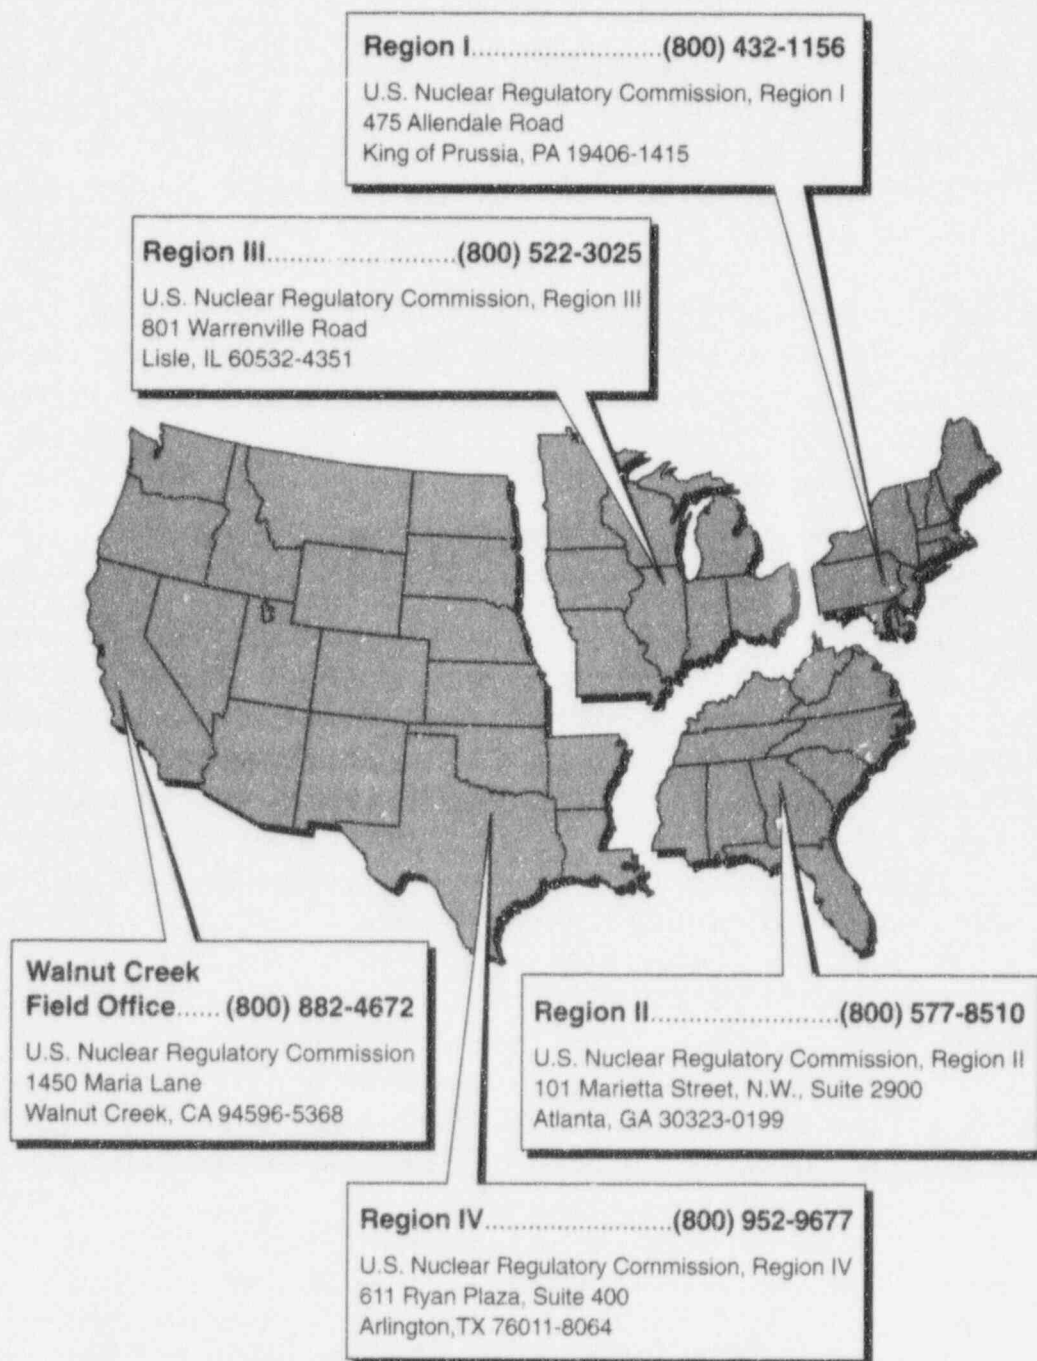 Region I......................(800) 432-1156
U.S. Nuclear Regulatory Commission, Region I
475 Allendale Road
King of Prussia, PA 19406-1415
Region III......................(800) 522-3025
U.S. Nuclear Regulatory Commission, Region III
801 Warrenville Road
Lisle, IL 60532-4351
Walnut Creek
Field Office...... (800) 882-4672
U.S. Nuclear Regulatory Commission
1450 Maria Lane
Walnut Creek, CA 94596-5368
Region II......................(800) 577-8510
U.S. Nuclear Regulatory Commission, Region II
101 Marietta Street, N.W., Suite 2900
Atlanta, GA 30323-0199
Region IV......................(800) 952-9677
U.S. Nuclear Regulatory Commission, Region IV
611 Ryan Plaza, Suite 400
Arlington,TX 76011-8064